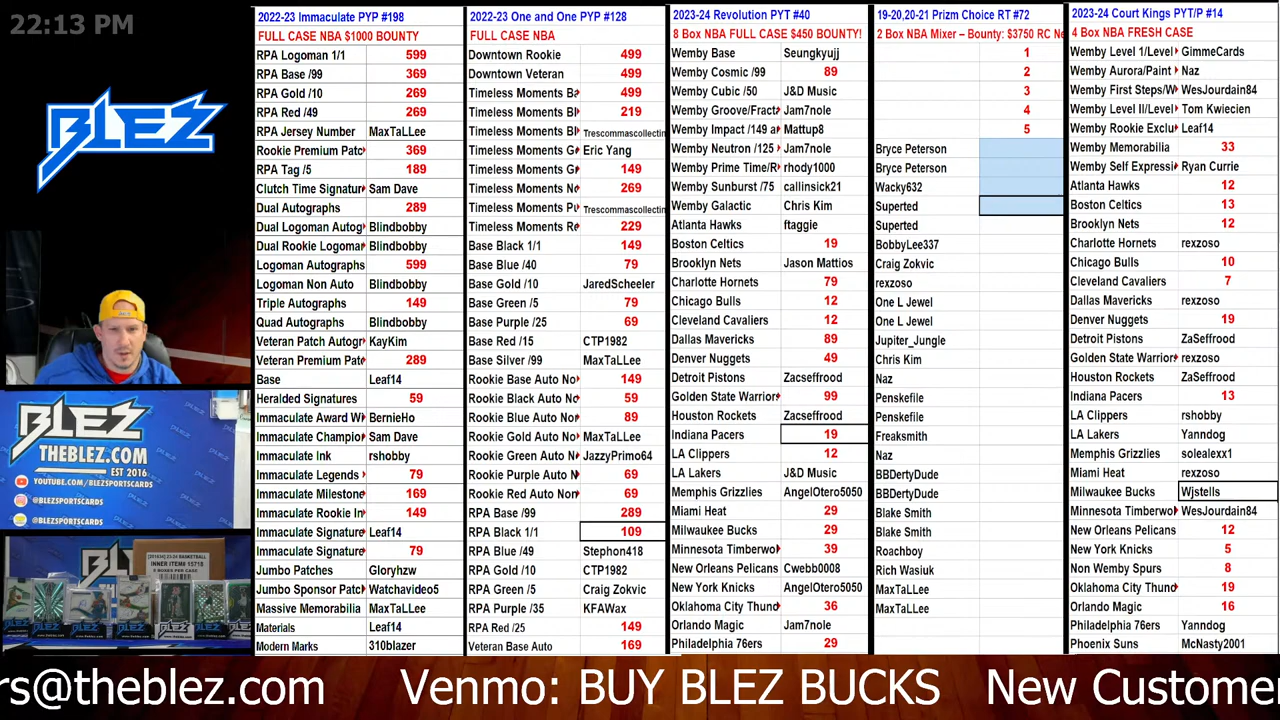 22:13 PM
BLEZ
BLEZ
THEBLEZ.COM
EST 2016
YOUTUBE.COM/BLEZSPORTSCARDS
@BLEZSPORTSCARDS
@BLEZSPORTSCARDS
INNER ITEM# 15718
2022-23 Immaculate PYP #198
FULL CASE NBA $1000 BOUNTY
RPA Logoman 1/1 599
RPA Base /99 369
RPA Gold /10 269
RPA Red /49 269
RPA Jersey Number MaxTaLLee
Rookie Premium Patc 369
RPA Tag /5 189
Clutch Time Signatur Sam Dave
Dual Autographs 289
Dual Logoman Autog Blindbobby
Dual Rookie Logomar Blindbobby
Logoman Autographs 599
Logoman Non Auto Blindbobby
Triple Autographs 149
Quad Autographs Blindbobby
Veteran Patch Autogr KayKim
Veteran Premium Pat 289
Base Leaf14
Heralded Signatures 59
Immaculate Award W BernieHo
Immaculate Champio Sam Dave
Immaculate Ink rshobby
Immaculate Legends 79
Immaculate Milestone 169
Immaculate Rookie In 149
Immaculate Signature Leaf14
Immaculate Signature 79
Jumbo Patches Gloryhzw
Jumbo Sponsor Patc Watchavideo5
Massive Memorabilia MaxTaLLee
Materials Leaf14
Modern Marks 310blazer
2022-23 One and One PYP #128
FULL CASE NBA
Downtown Rookie 499
Downtown Veteran 499
Timeless Moments Ba 499
Timeless Moments Bl 219
Timeless Moments Bl Trescommascollectin
Timeless Moments G Eric Yang
Timeless Moments G 149
Timeless Moments No 269
Timeless Moments Pu Trescommascollectin
Timeless Moments Re 229
Base Black 1/1 149
Base Blue /40 79
Base Gold /10 JaredScheeler
Base Green /5 79
Base Purple /25 69
Base Red /15 CTP1982
Base Silver /99 MaxTaLLee
Rookie Base Auto No 149
Rookie Black Auto No 59
Rookie Blue Auto No 89
Rookie Gold Auto No MaxTaLLee
Rookie Green Auto No JazzyPrimo64
Rookie Purple Auto N 69
Rookie Red Auto Non 69
RPA Base /99 289
RPA Black 1/1 109
RPA Blue /49 Stephon418
RPA Gold /10 CTP1982
RPA Green /5 Craig Zokvic
RPA Purple /35 KFAWax
RPA Red /25 149
Veteran Base Auto 169
2023-24 Revolution PYT #40
8 Box NBA FULL CASE $450 BOUNTY!
Wemby Base Seungkyujj
Wemby Cosmic /99 89
Wemby Cubic /50 J&D Music
Wemby Groove/Fract Jam7nole
Wemby Impact /149 a Mattup8
Wemby Neutron /125 Jam7nole
Wemby Prime Time/R rhody1000
Wemby Sunburst /75 callinsick21
Wemby Galactic Chris Kim
Atlanta Hawks ftaggie
Boston Celtics 19
Brooklyn Nets Jason Mattios
Charlotte Hornets 79
Chicago Bulls 12
Cleveland Cavaliers 12
Dallas Mavericks 89
Denver Nuggets 49
Detroit Pistons Zacseffrood
Golden State Warriors 99
Houston Rockets Zacseffrood
Indiana Pacers 19
LA Clippers 12
LA Lakers J&D Music
Memphis Grizzlies AngelOtero5050
Miami Heat 29
Milwaukee Bucks 29
Minnesota Timberwol 39
New Orleans Pelicans Cwebb0008
New York Knicks AngelOtero5050
Oklahoma City Thund 36
Orlando Magic Jam7nole
Philadelphia 76ers 29
19-20,20-21 Prizm Choice RT #72
2 Box NBA Mixer – Bounty: $3750 RC Ne
1
2
3
4
5
Bryce Peterson
Bryce Peterson
Wacky632
Superted
Superted
BobbyLee337
Craig Zokvic
rexzoso
One L Jewel
One L Jewel
Jupiter_Jungle
Chris Kim
Naz
Penskefile
Penskefile
Freaksmith
Naz
BBDertyDude
BBDertyDude
Blake Smith
Blake Smith
Roachboy
Rich Wasiuk
MaxTaLLee
MaxTaLLee
2023-24 Court Kings PYT/P #14
4 Box NBA FRESH CASE
Wemby Level 1/Level GimmeCards
Wemby Aurora/Paint Naz
Wemby First Steps/W WesJourdain84
Wemby Level II/Level Tom Kwiecien
Wemby Rookie Exclu Leaf14
Wemby Memorabilia 33
Wemby Self Expressi Ryan Currie
Atlanta Hawks 12
Boston Celtics 13
Brooklyn Nets 12
Charlotte Hornets rexzoso
Chicago Bulls 10
Cleveland Cavaliers 7
Dallas Mavericks rexzoso
Denver Nuggets 19
Detroit Pistons ZaSeffrood
Golden State Warrior rexzoso
Houston Rockets ZaSeffrood
Indiana Pacers 13
LA Clippers rshobby
LA Lakers Yanndog
Memphis Grizzlies solealexx1
Miami Heat rexzoso
Milwaukee Bucks Wjstells
Minnesota Timberwo WesJourdain84
New Orleans Pelicans 12
New York Knicks 5
Non Wemby Spurs 8
Oklahoma City Thund 19
Orlando Magic 16
Philadelphia 76ers Yanndog
Phoenix Suns McNasty2001
rs@theblez.com Venmo: BUY BLEZ BUCKS New Custome